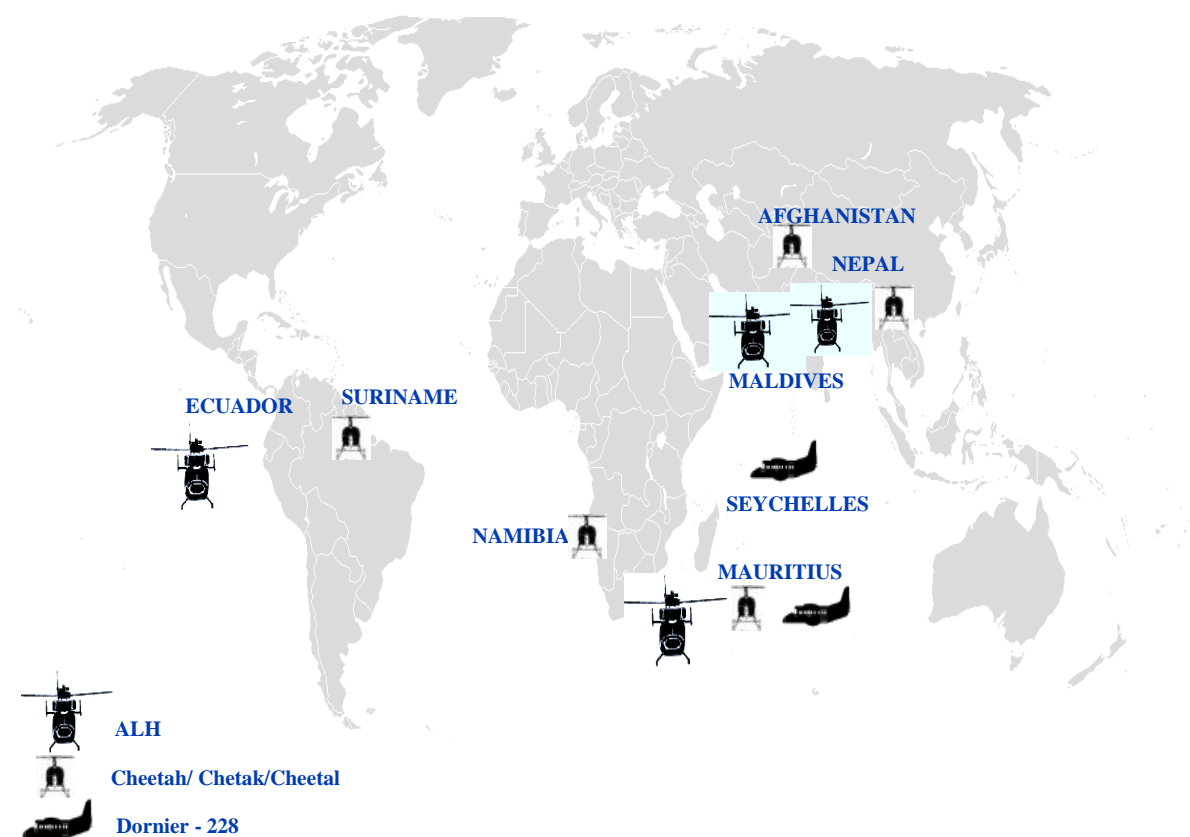 AFGHANISTAN
NEPAL
MALDIVES
SURINAME
ECUADOR
SEYCHELLES
NAMIBIA
MAURITIUS
ALH
Cheetah/ Chetak/Cheetal
Dornier - 228